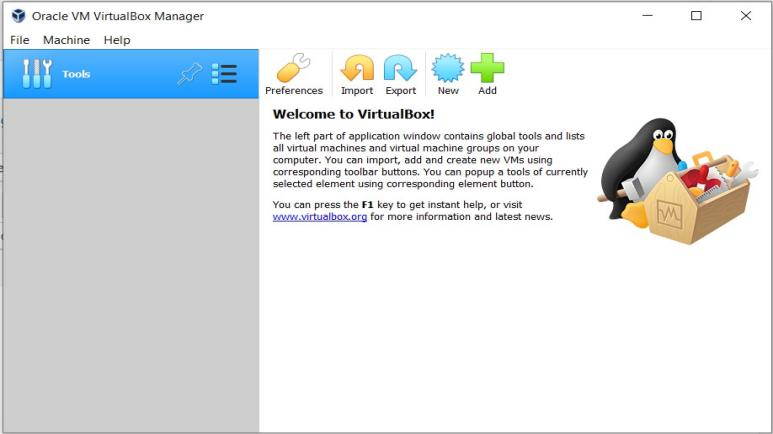 Oracle VM VirtualBox Manager
File Machine Help
Tools
Preferences Import Export New Add
Welcome to VirtualBox!
The left part of application window contains global tools and lists
all virtual machines and virtual machine groups on your
computer. You can import, add and create new VMs using
corresponding toolbar buttons. You can popup a tools of currently
selected element using corresponding element button.
You can press the F1 key to get instant help, or visit
www.virtualbox.org for more information and latest news.